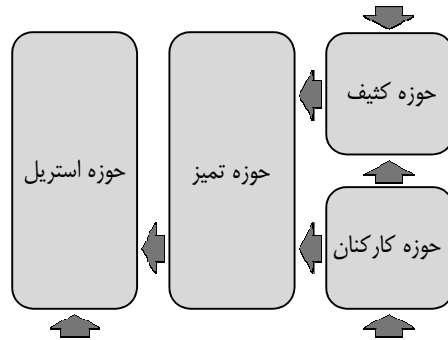 حوزه کثیف
حوزه تمیز
حوزه استریل
حوزه کارکنان